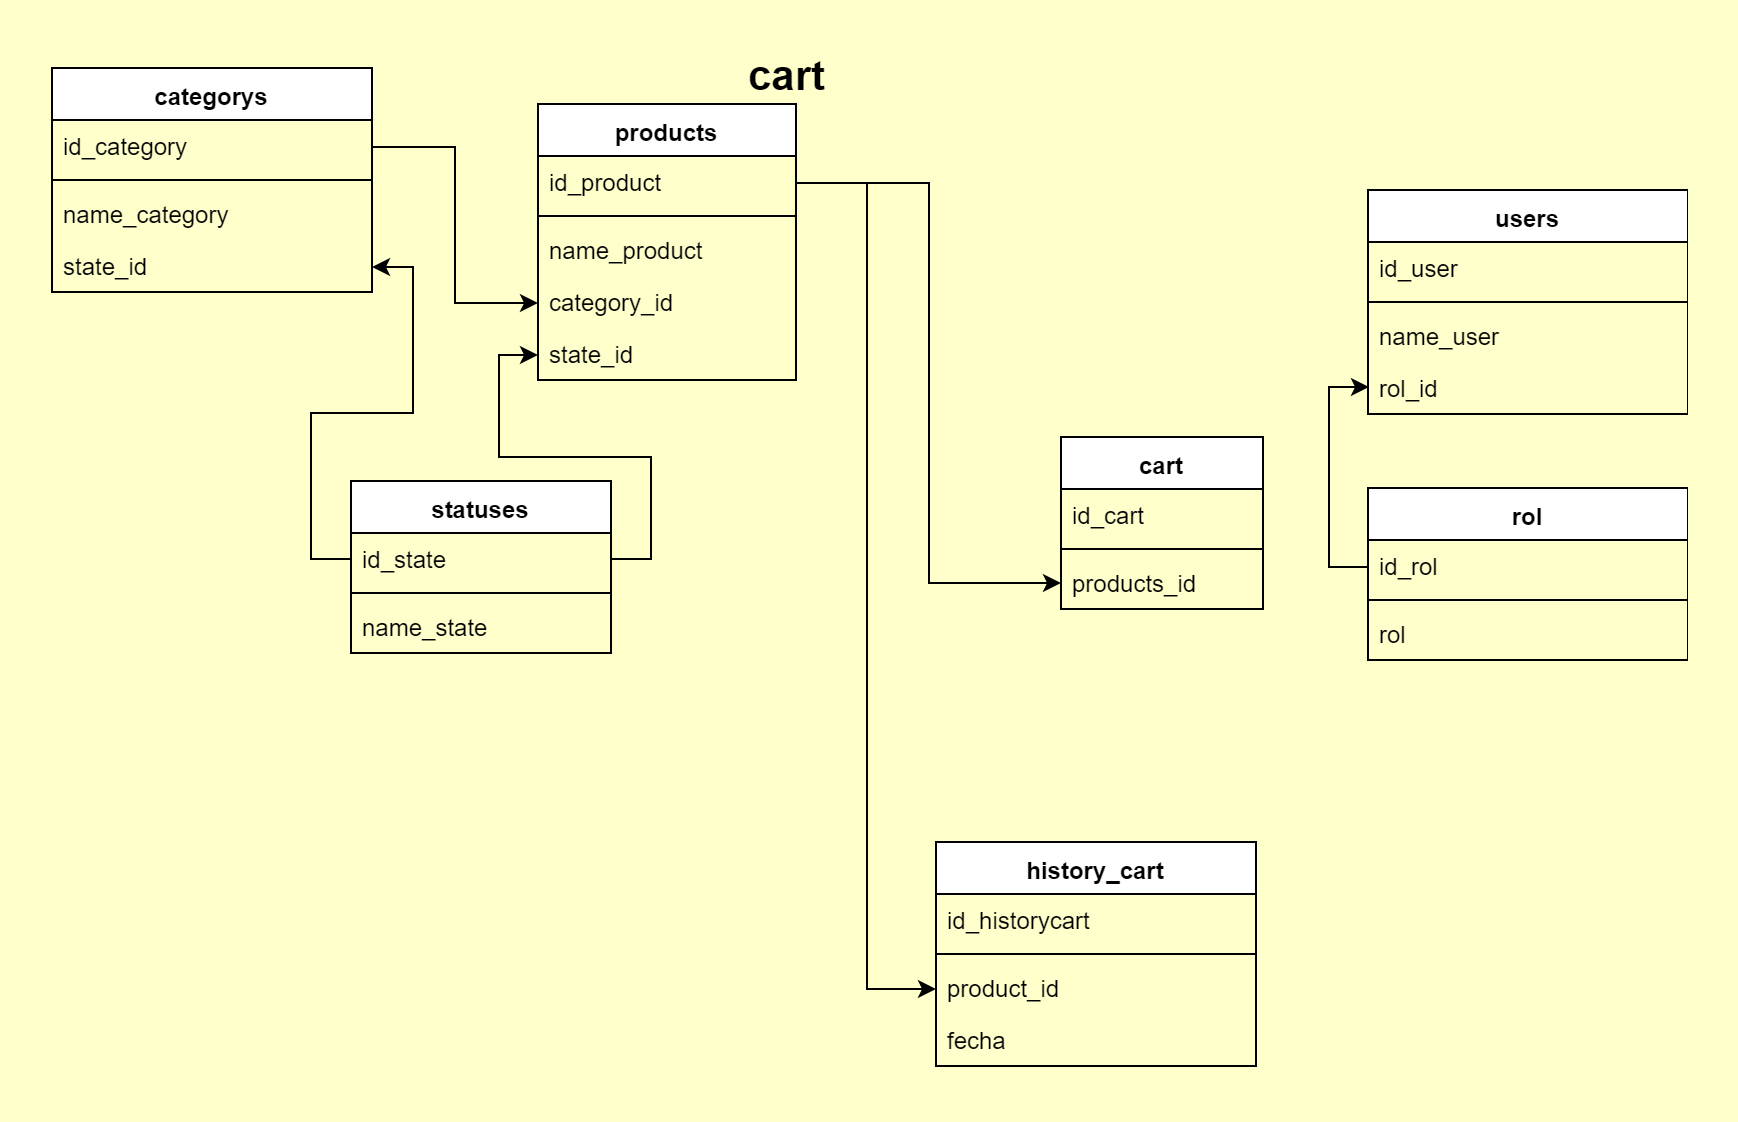 cart
categorys
id_category
name_category
state_id
products
id_product
name_product
category_id
state_id
statuses
id_state
name_state
cart
id_cart
products_id
users
id_user
name_user
rol_id
rol
id_rol
rol
history_cart
id_historycart
product_id
fecha